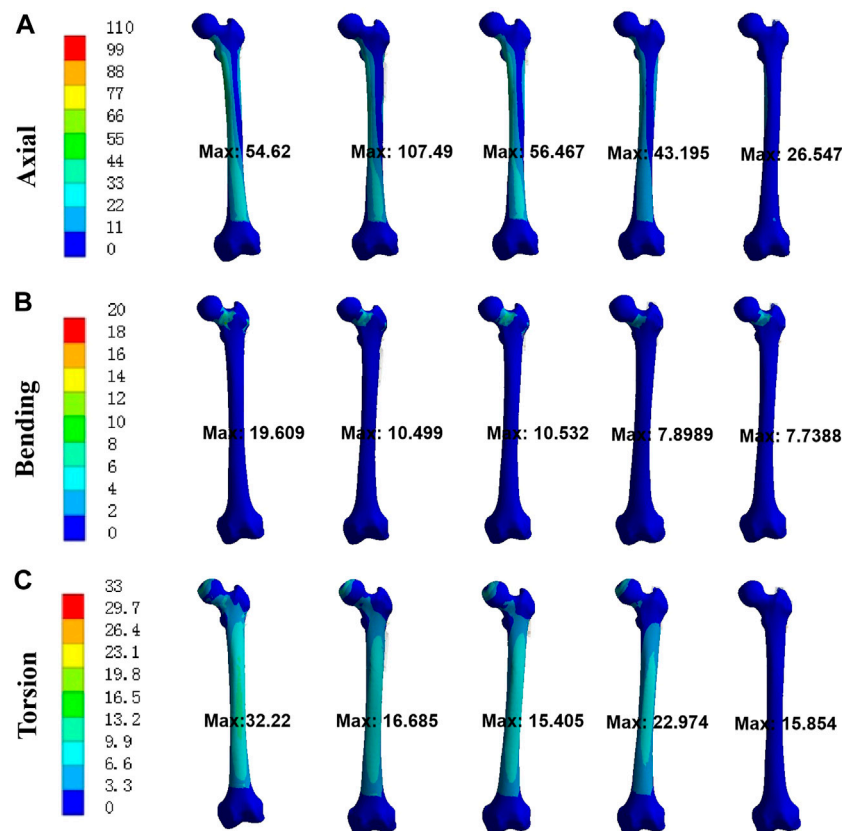 A
Axial
110
99
88
77
66
55
44
33
22
11
0
Max: 54.62
Max: 107.49
Max: 56.467
Max: 43.195
Max: 26.547
B
Bending
20
18
16
14
12
10
8
6
4
2
0
Max: 19.609
Max: 10.499
Max: 10.532
Max: 7.8989
Max: 7.7388
C
Torsion
33
29.7
26.4
23.1
19.8
16.5
13.2
9.9
6.6
3.3
0
Max:32.22
Max: 16.685
Max: 15.405
Max: 22.974
Max: 15.854